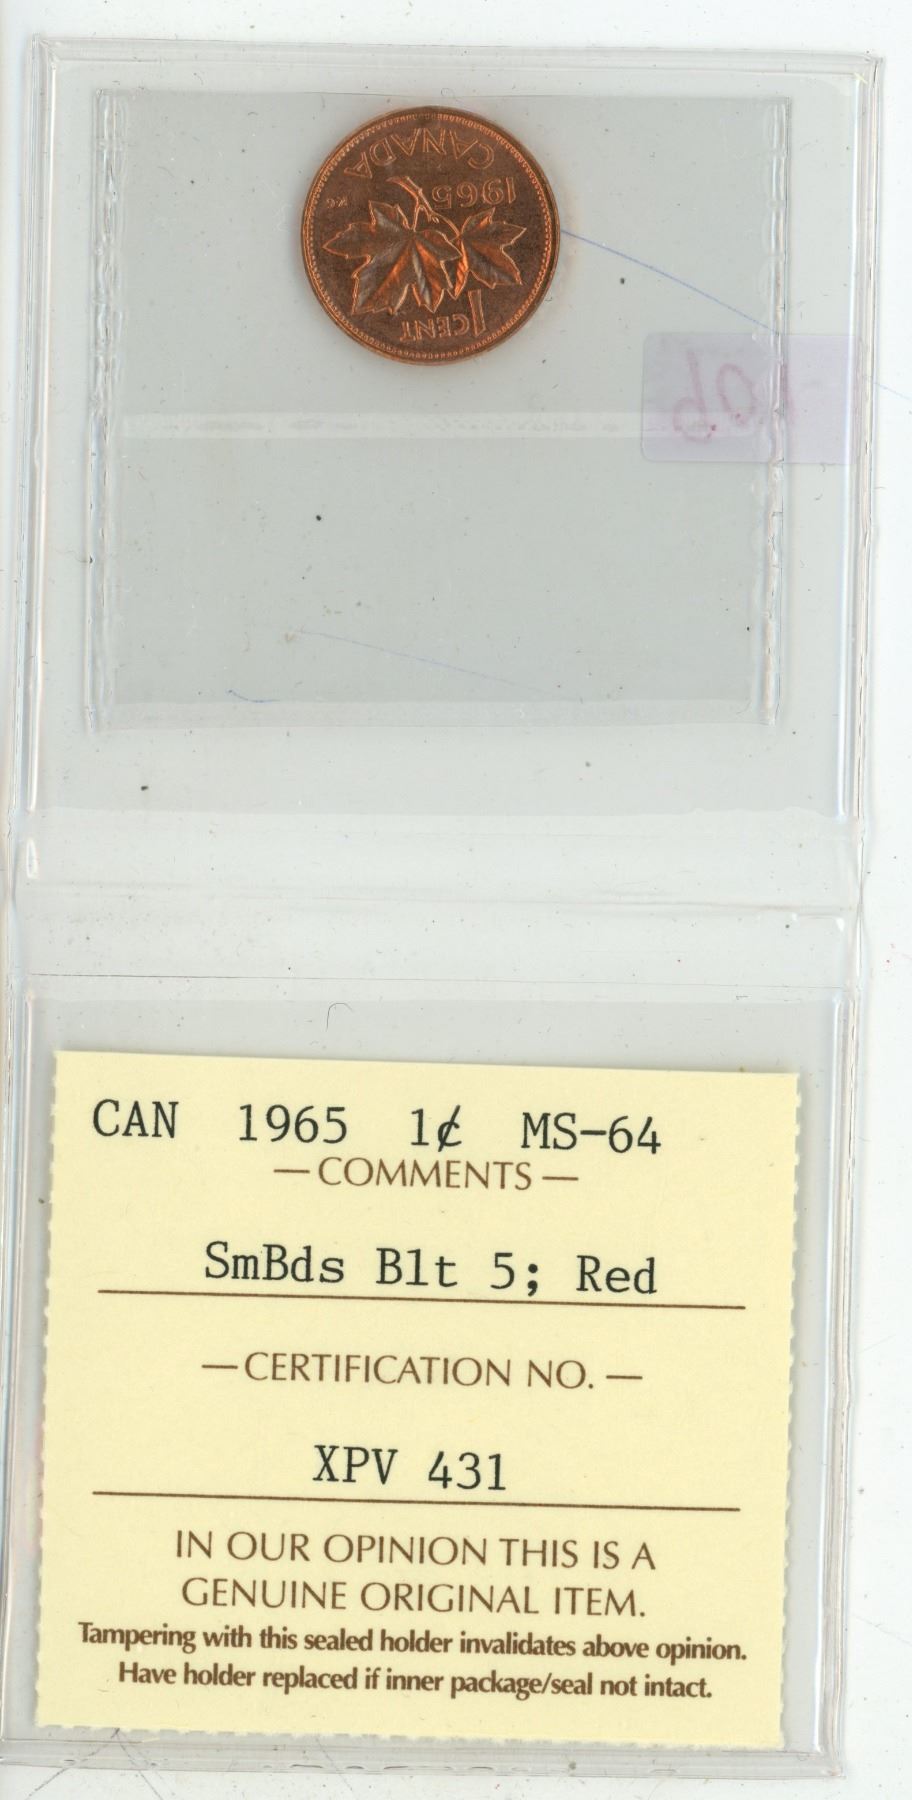 CANADA
1965
KG
1
CENT
CAN 1965 1¢ MS-64
—COMMENTS—
SmBds Blt 5; Red
—CERTIFICATION NO.—
XPV 431
IN OUR OPINION THIS IS A
GENUINE ORIGINAL ITEM.
Tampering with this sealed holder invalidates above opinion.
Have holder replaced if inner package/seal not intact.